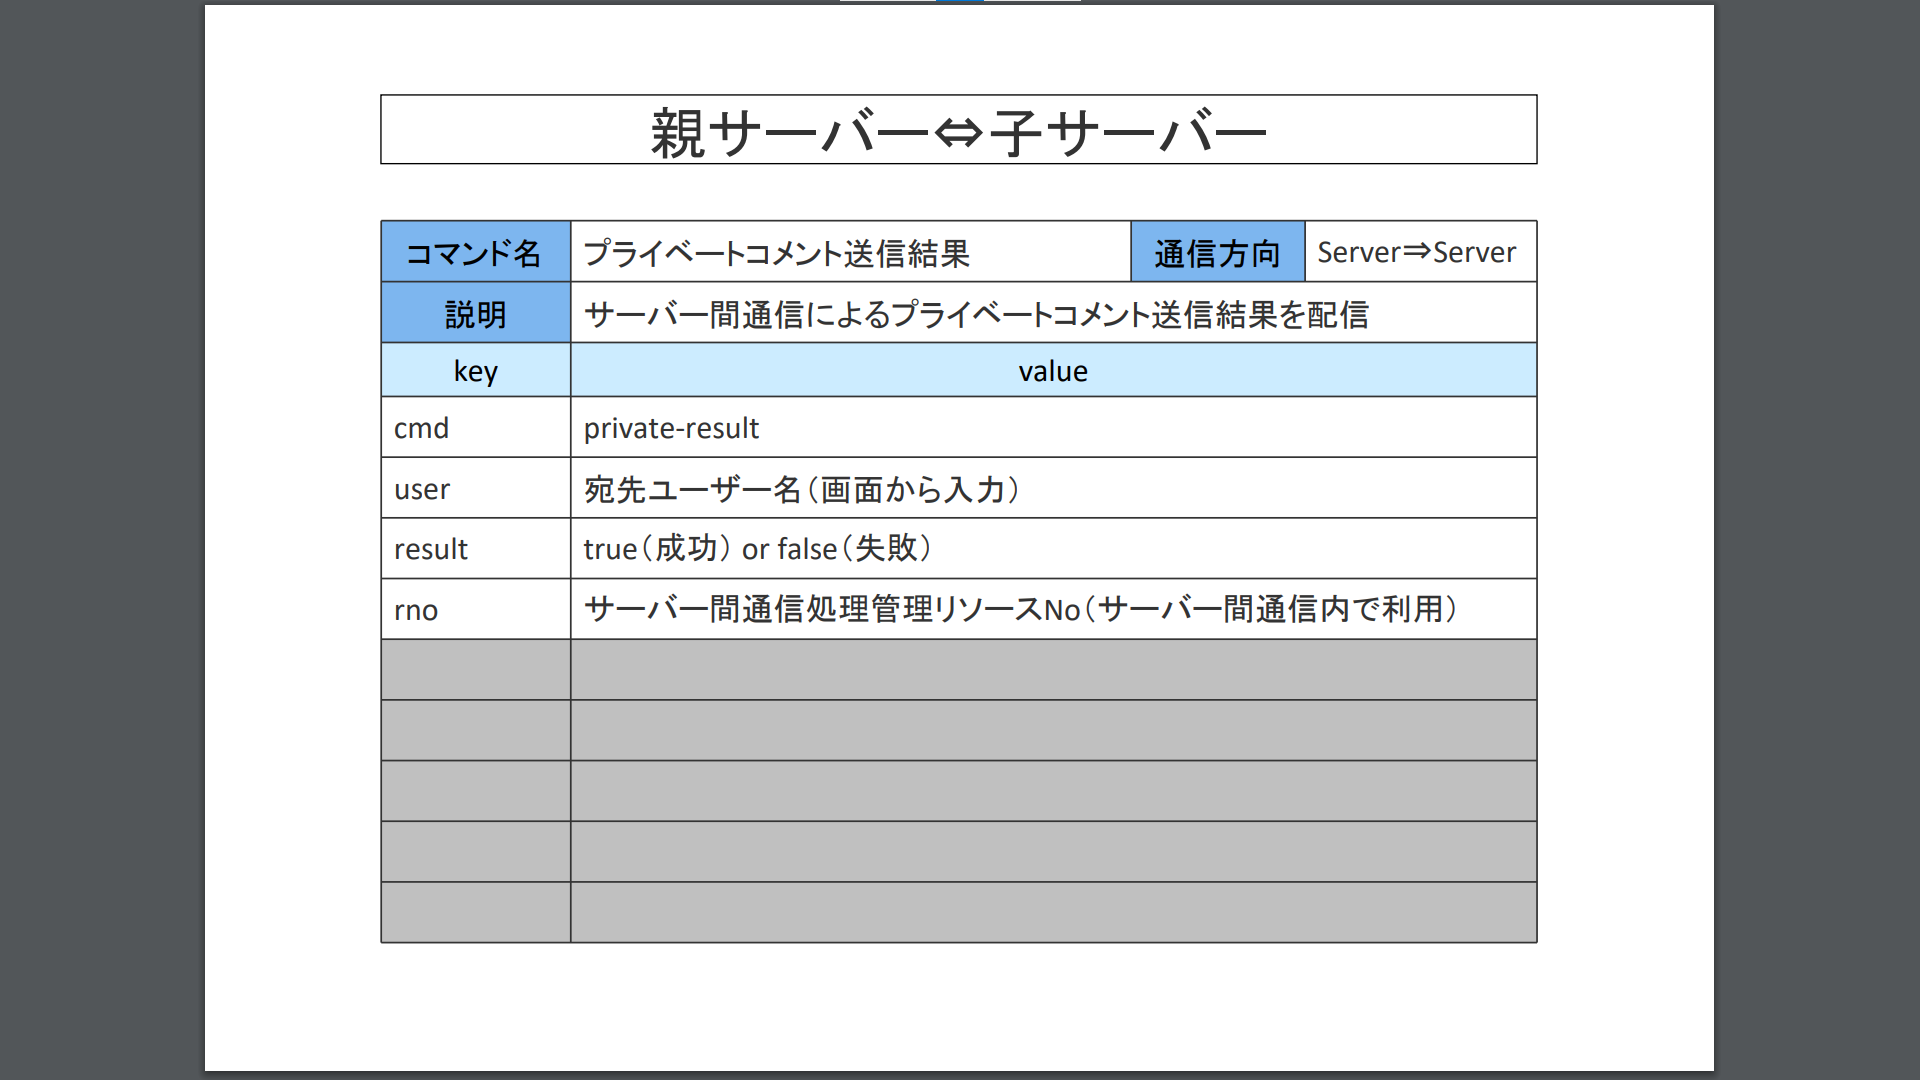 親サーバー⇔子サーバー
コマンド名 プライベートコメント送信結果 通信方向 Server⇒Server
説明 サーバー間通信によるプライベートコメント送信結果を配信
key value
cmd private-result
user 宛先ユーザー名（画面から入力）
result true（成功） or false（失敗）
rno サーバー間通信処理管理リソースNo（サーバー間通信内で利用）